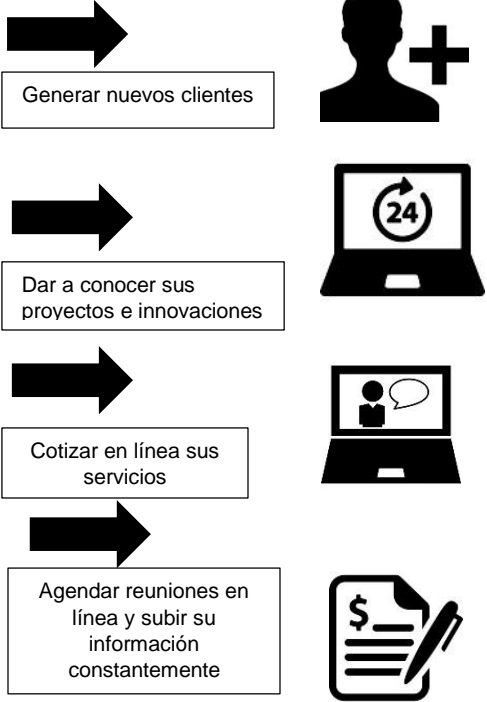 Generar nuevos clientes
24
Dar a conocer sus
proyectos e innovaciones
Cotizar en línea sus
servicios
Agendar reuniones en
línea y subir su
información
constantemente
$